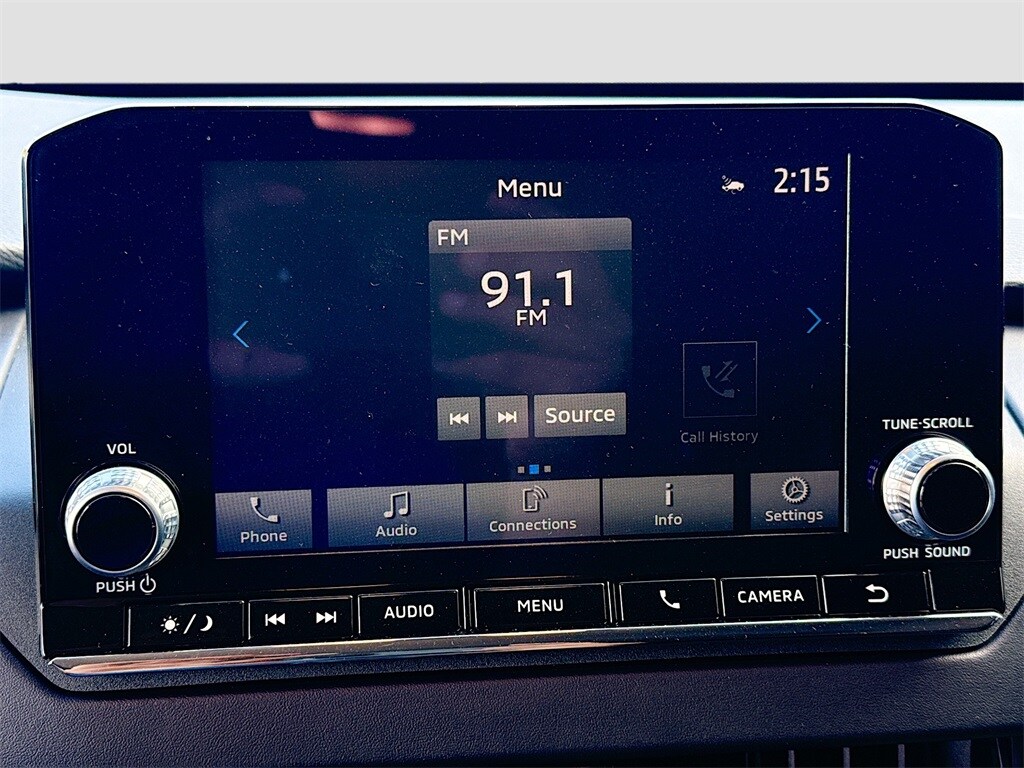 Menu
2:15
FM
91.1
FM
Source
Call History
Phone
Audio
Connections
Info
Settings
VOL
PUSH
TUNE·SCROLL
PUSH SOUND
AUDIO
MENU
CAMERA